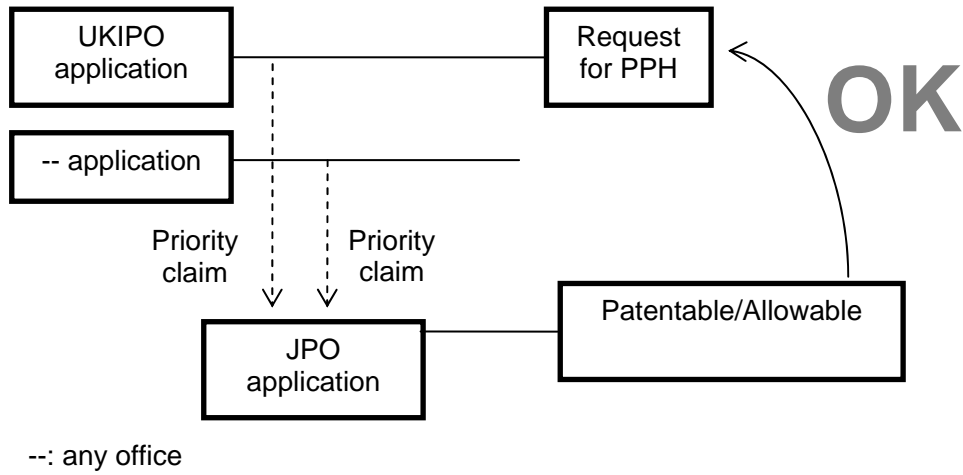 UKIPO
application
Request
for PPH
OK
-- application
Priority
claim
Priority
claim
Patentable/Allowable
JPO
application
--: any office